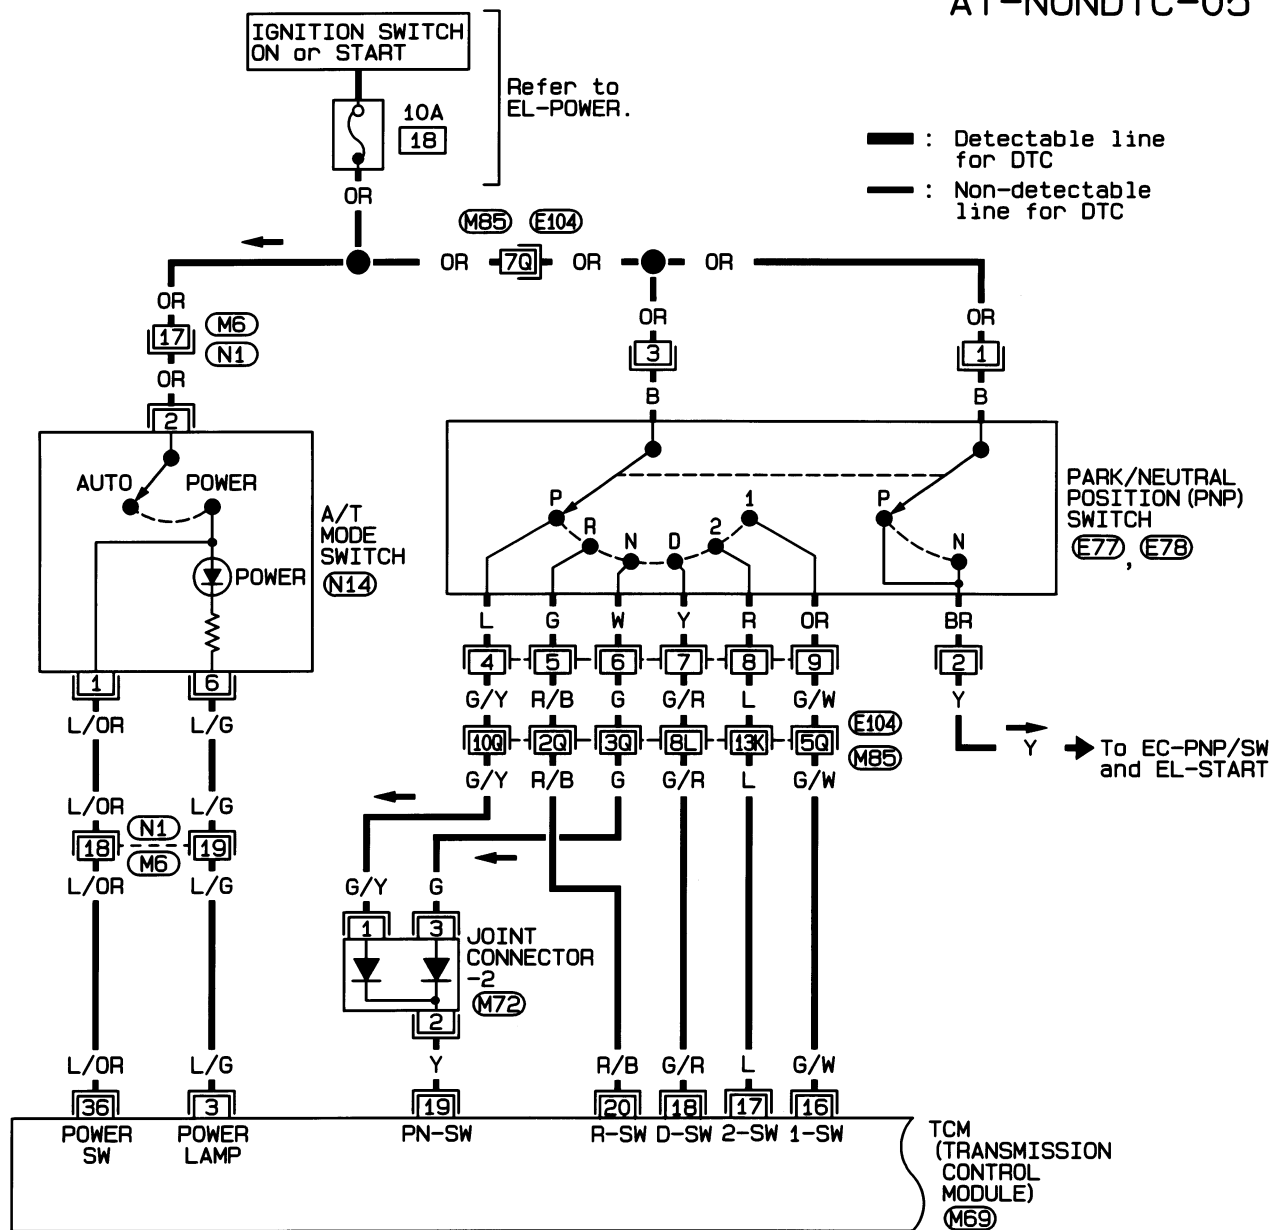 AT-NONDTC-05
IGNITION SWITCH
ON or START
Refer to
EL-POWER.
10A
18
: Detectable line
for DTC
: Non-detectable
line for DTC
OR
M85 E104
OR 7Q OR OR
OR OR OR
17 M6
N1
3 1
OR B B
2
AUTO POWER
A/T
MODE
SWITCH
N14
POWER
P R N D 2 1
P N
PARK/NEUTRAL
POSITION (PNP)
SWITCH
E77 , E78
L G W Y R OR BR
1 6
4 5 6 7 8 9 2
L/OR L/G
G/Y R/B G G/R L G/W Y
10Q 2Q 3Q 8L 13K 5Q
E104
M85
Y
To EC-PNP/SW
and EL-START
G/Y R/B G G/R L G/W
L/OR L/G
18 N1 19
M6
L/OR L/G
G/Y G
1 3
JOINT
CONNECTOR
-2
M72
2
L/OR L/G Y R/B G/R L G/W
36 3 19 20 18 17 16
POWER
SW
POWER
LAMP
PN-SW R-SW D-SW 2-SW 1-SW
TCM
(TRANSMISSION
CONTROL
MODULE)
M69